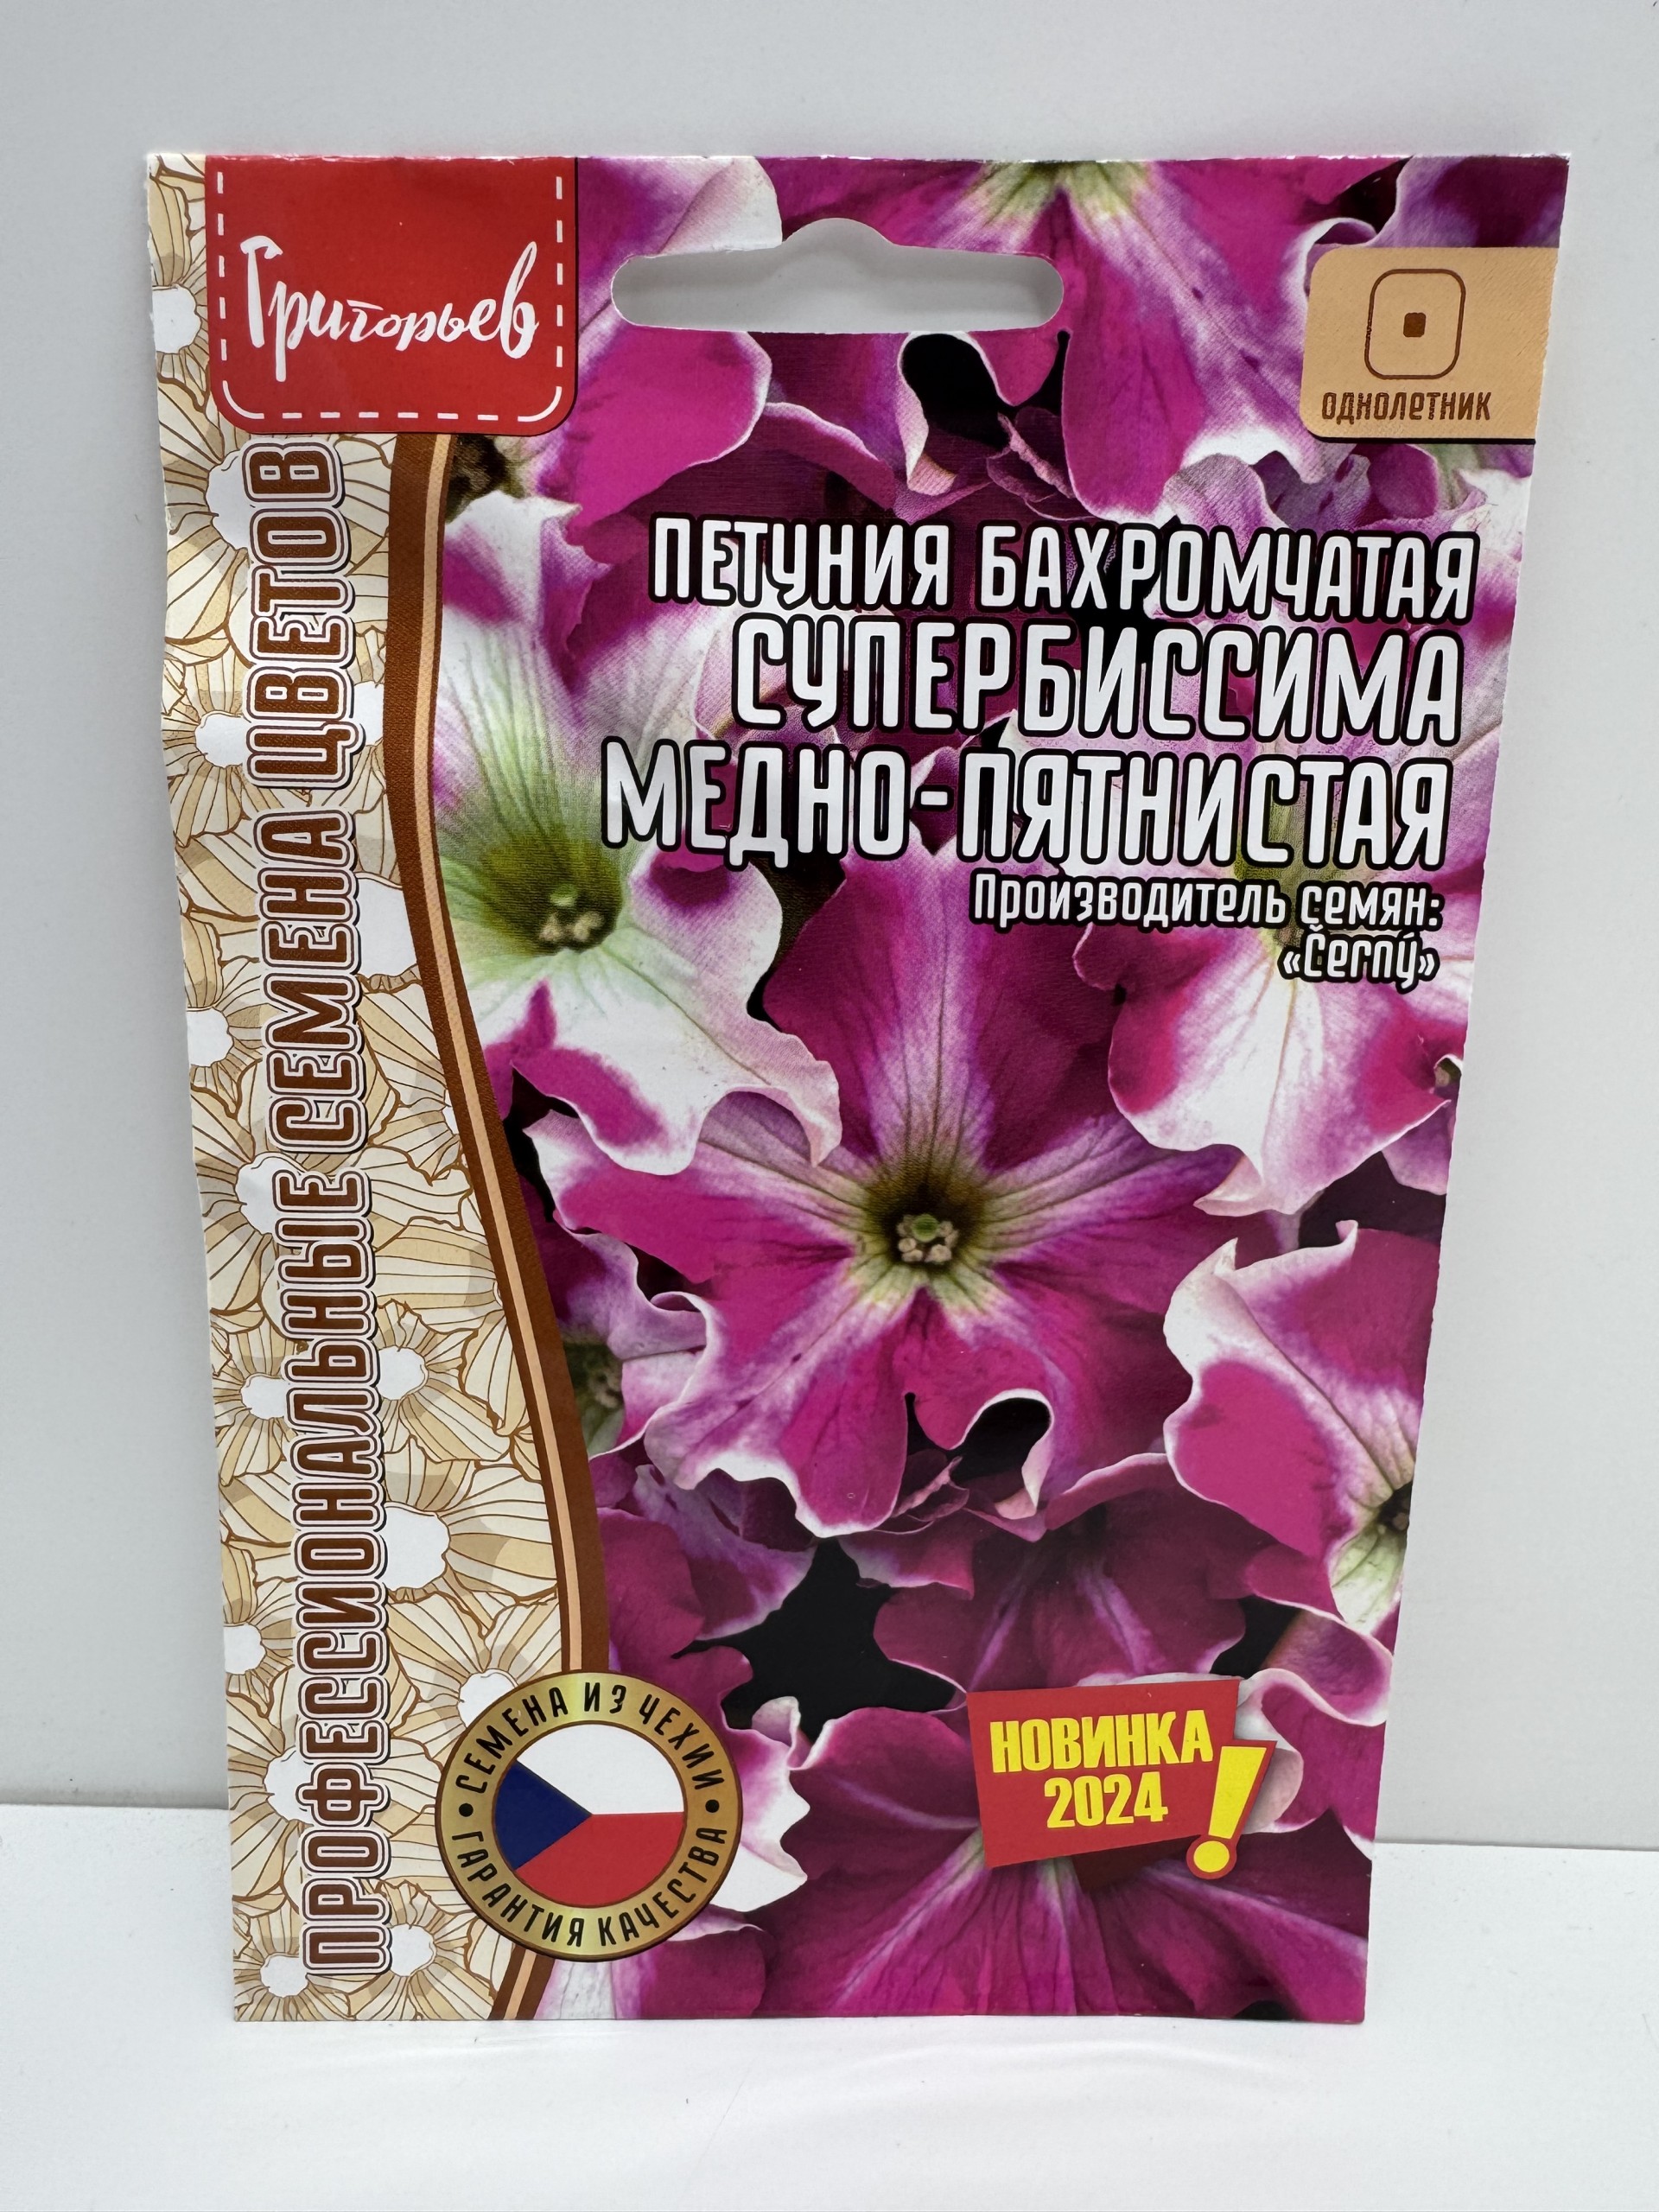 Григорьев
ОДНОЛЕТНИК
ПЕТУНИЯ БАХРОМЧАТАЯ
СУПЕРБИССИМА
МЕДНО-ПЯТНИСТАЯ
Производитель семян:
«Černý»
ПРОФЕССИОНАЛЬНЫЕ СЕМЕНА ЦВЕТОВ
СЕМЕНА ИЗ ЧЕХИИ
ГАРАНТИЯ КАЧЕСТВА
НОВИНКА
2024!